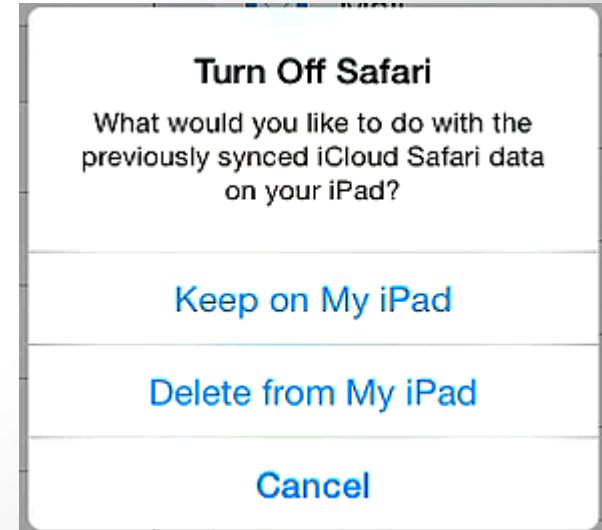 Turn Off Safari
What would you like to do with the
previously synced iCloud Safari data
on your iPad?
Keep on My iPad
Delete from My iPad
Cancel